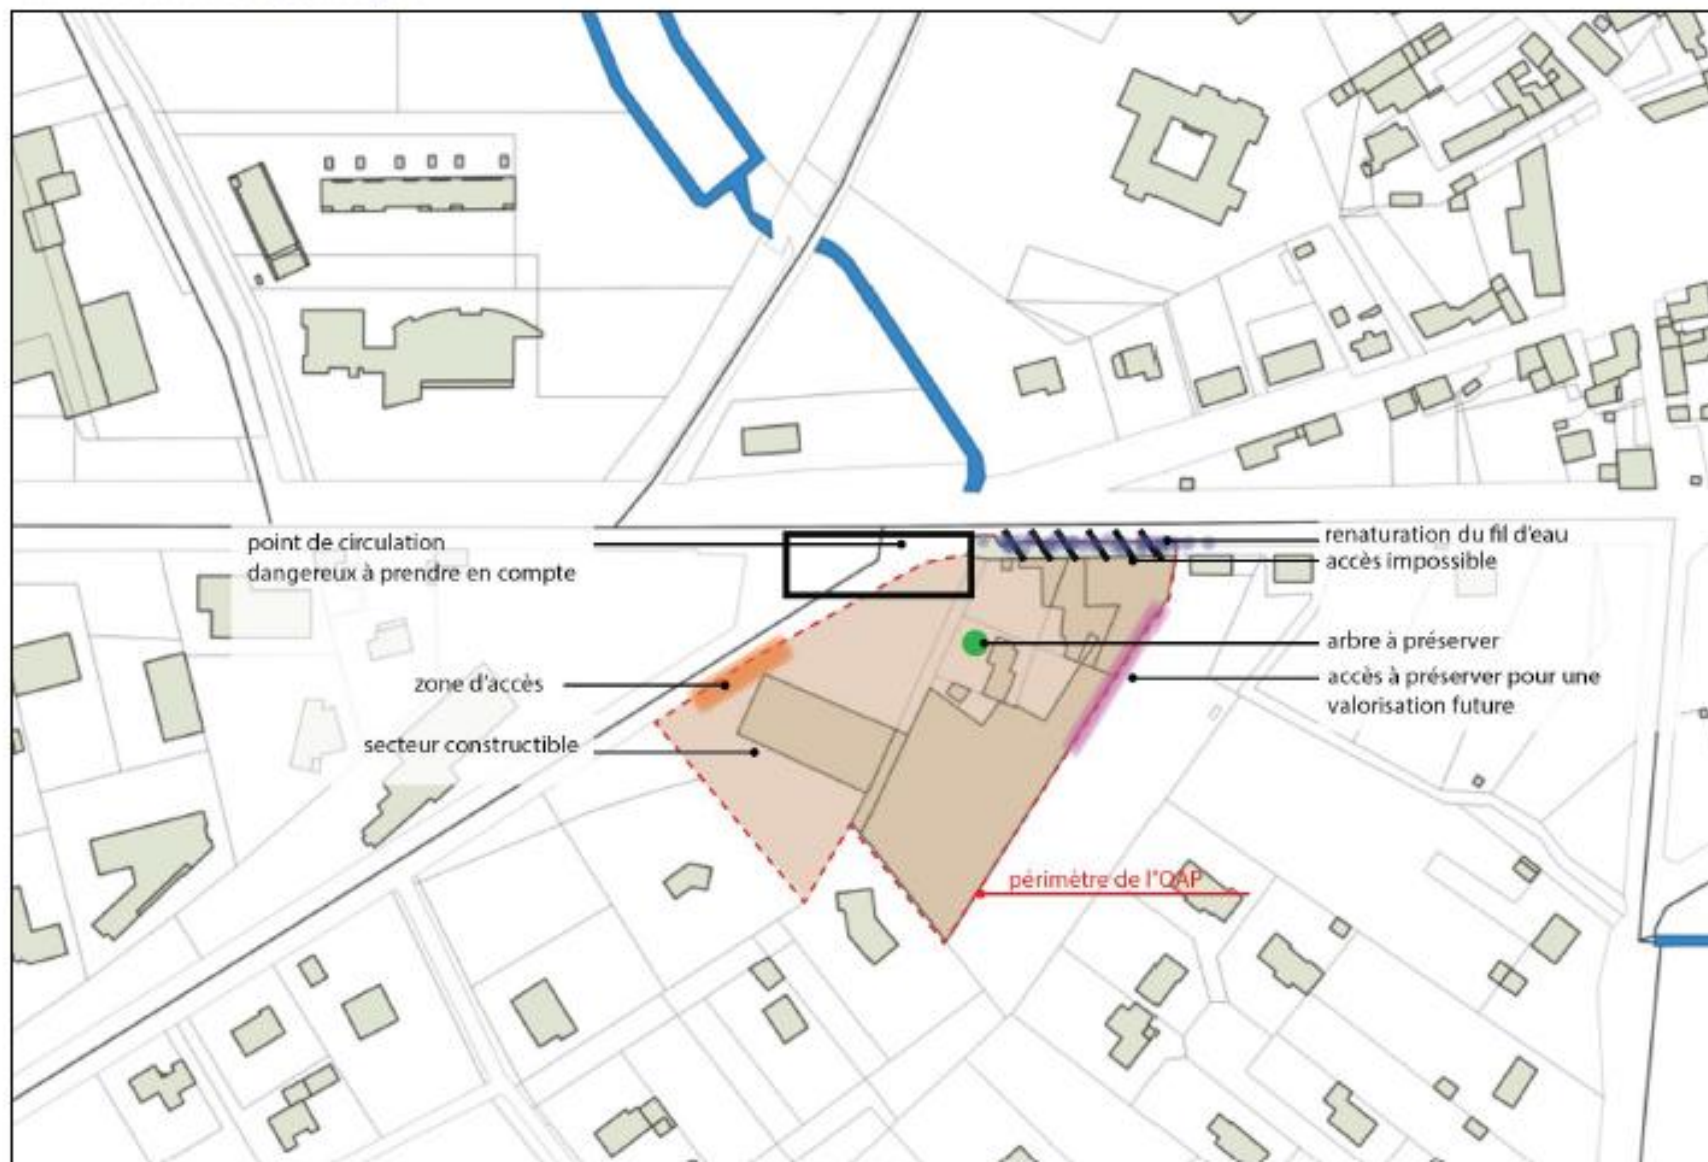 point de circulation
dangereux à prendre en compte
zone d'accès
secteur constructible
renaturation du fil d'eau
accès impossible
arbre à préserver
accès à préserver pour une
valorisation future
périmètre de l'OAP